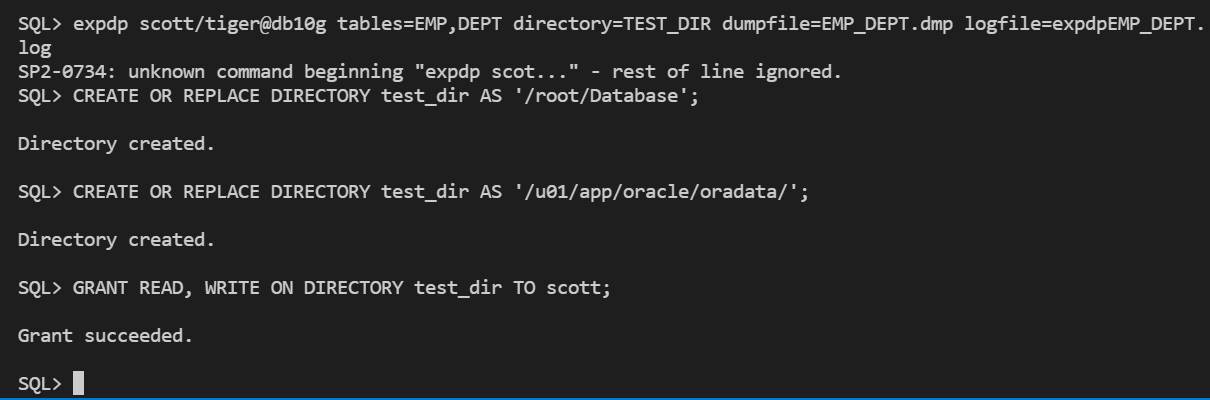 SQL> expdp scott/tiger@db10g tables=EMP,DEPT directory=TEST_DIR dumpfile=EMP_DEPT.dmp logfile=expdpEMP_DEPT.
log
SP2-0734: unknown command beginning "expdp scot..." - rest of line ignored.
SQL> CREATE OR REPLACE DIRECTORY test_dir AS '/root/Database';
Directory created.
SQL> CREATE OR REPLACE DIRECTORY test_dir AS '/u01/app/oracle/oradata/';
Directory created.
SQL> GRANT READ, WRITE ON DIRECTORY test_dir TO scott;
Grant succeeded.
SQL>